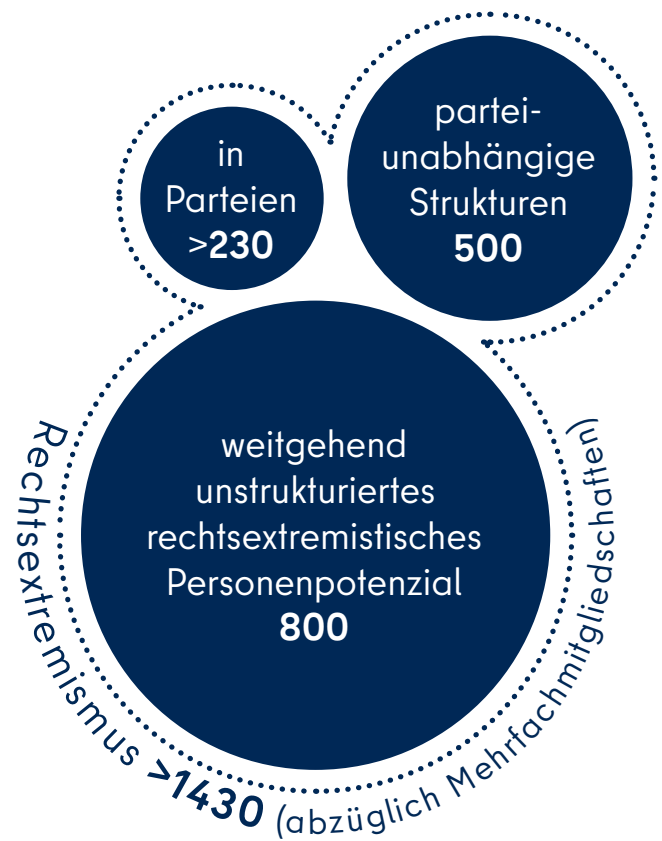 in
Parteien
>230
partei-
unabhängige
Strukturen
500
weitgehend
unstrukturiertes
rechtsextremistisches
Personenpotenzial
800
Rechtsextremismus >1430 (abzüglich Mehrfachmitgliedschaften)